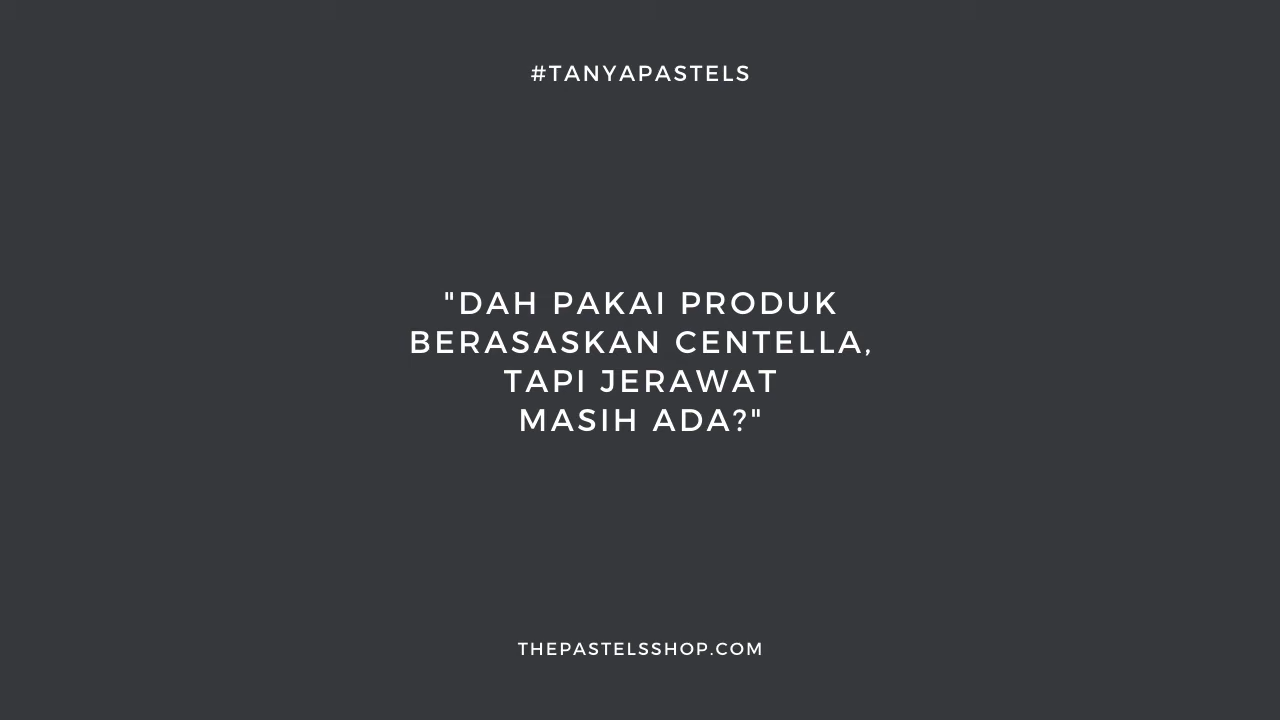 #TANYAPASTELS
"DAH PAKAI PRODUK
BERASASKAN CENTELLA,
TAPI JERAWAT
MASIH ADA?"
THEPASTELSSHOP.COM